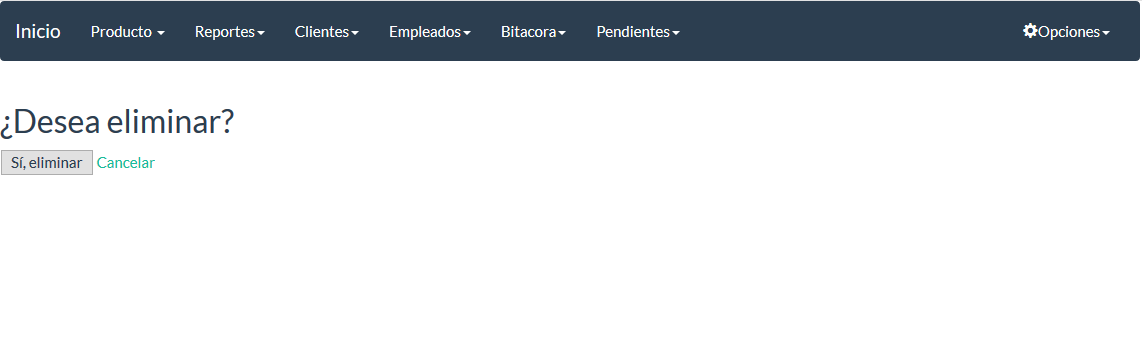 Inicio Producto Reportes Clientes Empleados Bitacora Pendientes Opciones
¿Desea eliminar?
Sí, eliminar Cancelar